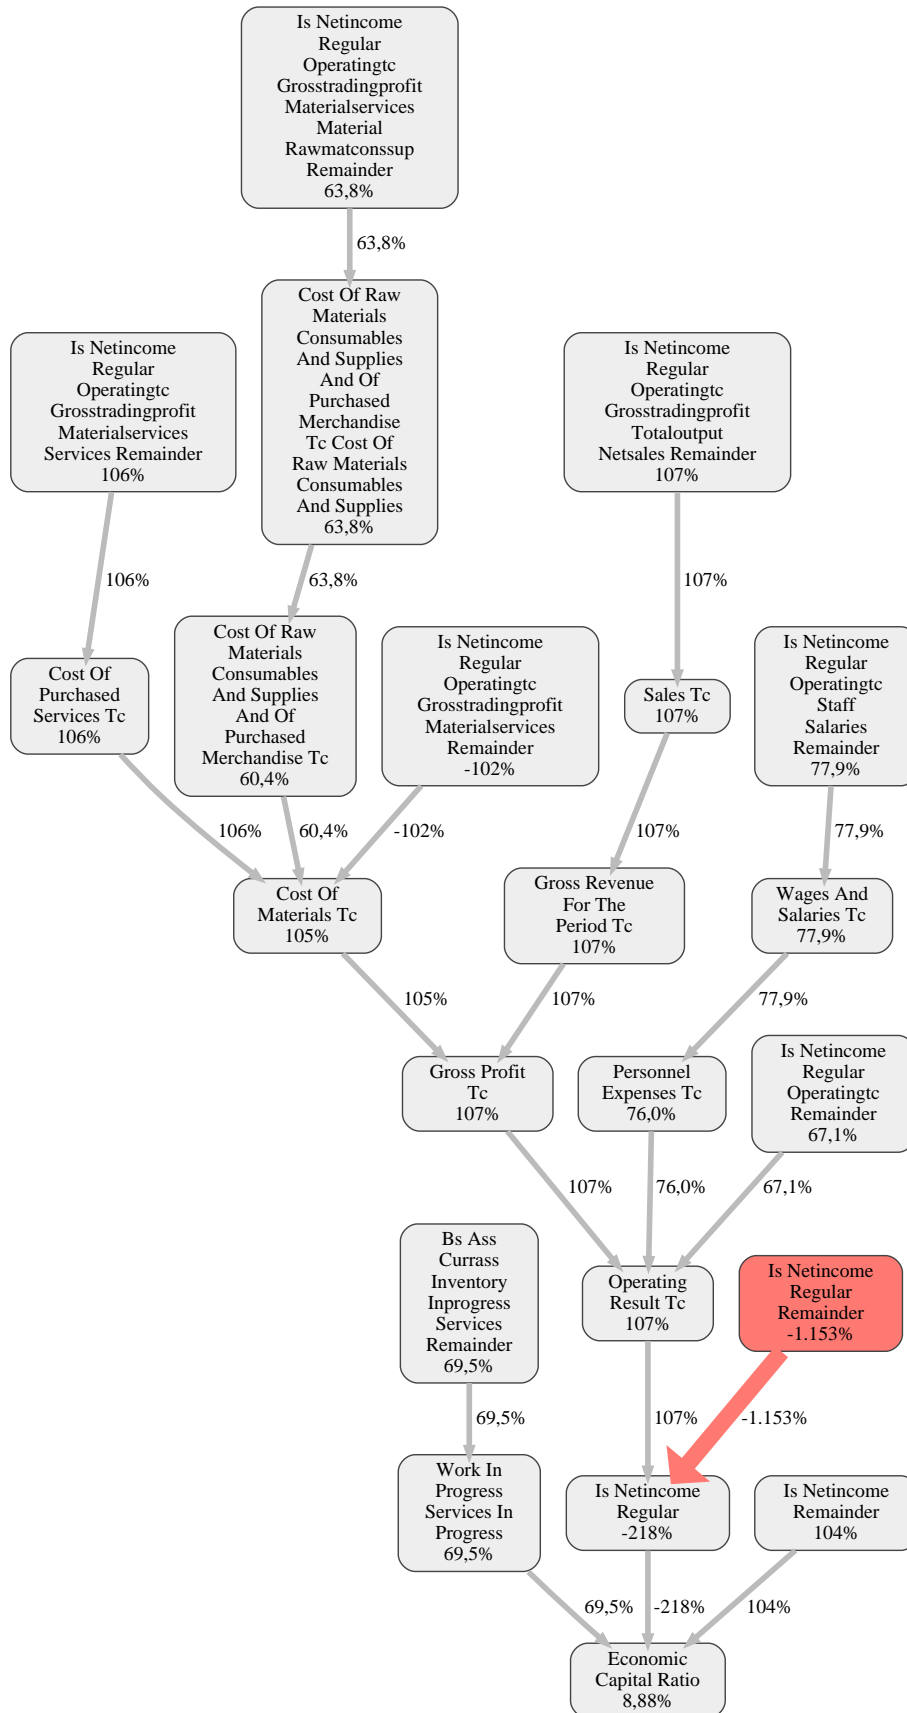 Is Netincome
Regular
Operatingtc
Grosstradingprofit
Materialservices
Material
Rawmatconssup
Remainder
63,8%
63,8%
Is Netincome
Regular
Operatingtc
Grosstradingprofit
Materialservices
Services Remainder
106%
Cost Of Raw
Materials
Consumables
And Supplies
And Of
Purchased
Merchandise
Tc Cost Of
Raw Materials
Consumables
And Supplies
63,8%
Is Netincome
Regular
Operatingtc
Grosstradingprofit
Totaloutput
Netsales Remainder
107%
106%
63,8%
107%
Cost Of
Purchased
Services Tc
106%
Cost Of Raw
Materials
Consumables
And Supplies
And Of
Purchased
Merchandise Tc
60,4%
Is Netincome
Regular
Operatingtc
Grosstradingprofit
Materialservices
Remainder
-102%
Sales Tc
107%
Is Netincome
Regular
Operatingtc
Staff
Salaries
Remainder
77,9%
106%
60,4%
-102%
107%
77,9%
Cost Of
Materials Tc
105%
Gross Revenue
For The
Period Tc
107%
Wages And
Salaries Tc
77,9%
105%
107%
77,9%
Gross Profit
Tc
107%
Personnel
Expenses Tc
76,0%
Is Netincome
Regular
Operatingtc
Remainder
67,1%
107%
76,0%
67,1%
Bs Ass
Currass
Inventory
Inprogress
Services
Remainder
69,5%
Operating
Result Tc
107%
Is Netincome
Regular
Remainder
-1.153%
69,5%
107%
-1.153%
Work In
Progress
Services In
Progress
69,5%
Is Netincome
Regular
-218%
Is Netincome
Remainder
104%
69,5%
-218%
104%
Economic
Capital Ratio
8,88%